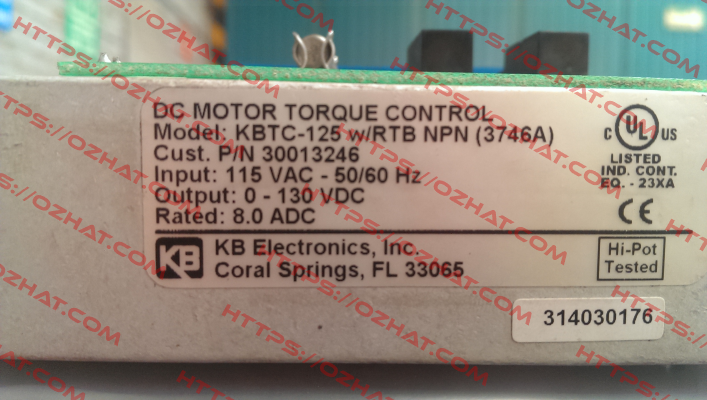 DC MOTOR TORQUE CONTROL
Model: KBTC-125 w/RTB NPN (3746A)
Cust. P/N 30013246
Input: 115 VAC - 50/60 Hz
Output: 0 - 130 VDC
Rated: 8.0 ADC
C UL US
LISTED
IND. CONT.
EQ. - 23XA
CE
KB
KB Electronics, Inc.
Coral Springs, FL 33065
Hi-Pot
Tested
314030176
HTTPS://OZHAT.COM